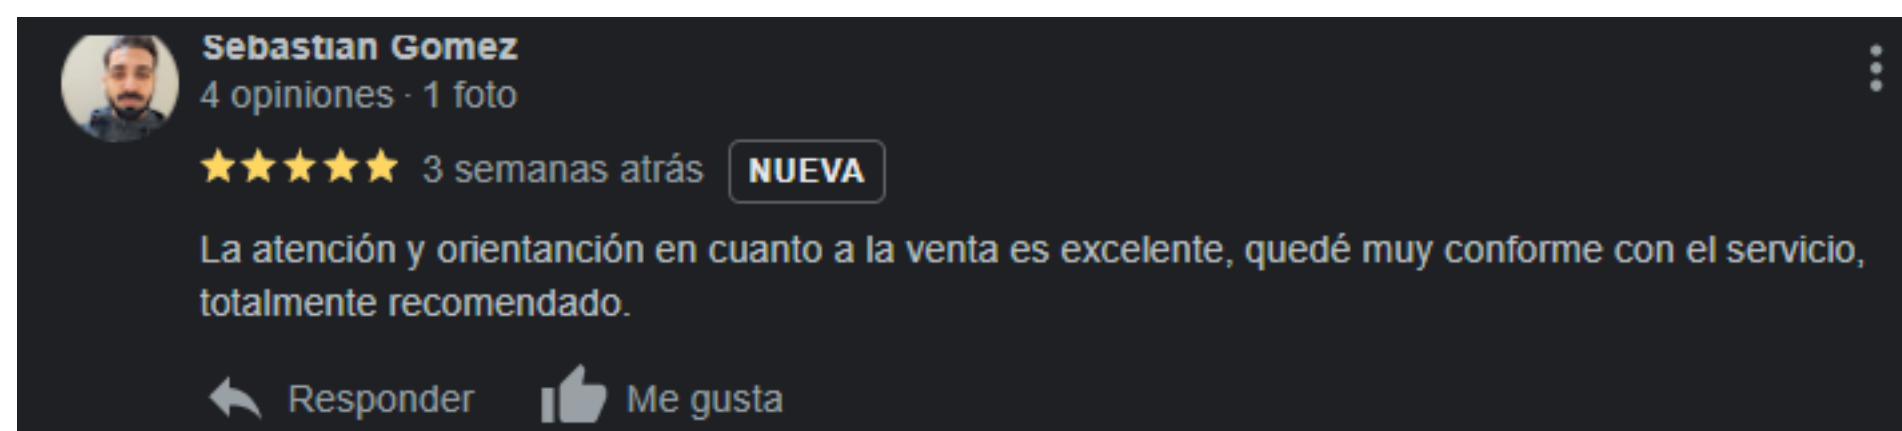 Sebastian Gomez
4 opiniones · 1 foto
3 semanas atrás NUEVA
La atención y orientanción en cuanto a la venta es excelente, quedé muy conforme con el servicio,
totalmente recomendado.
Responder Me gusta